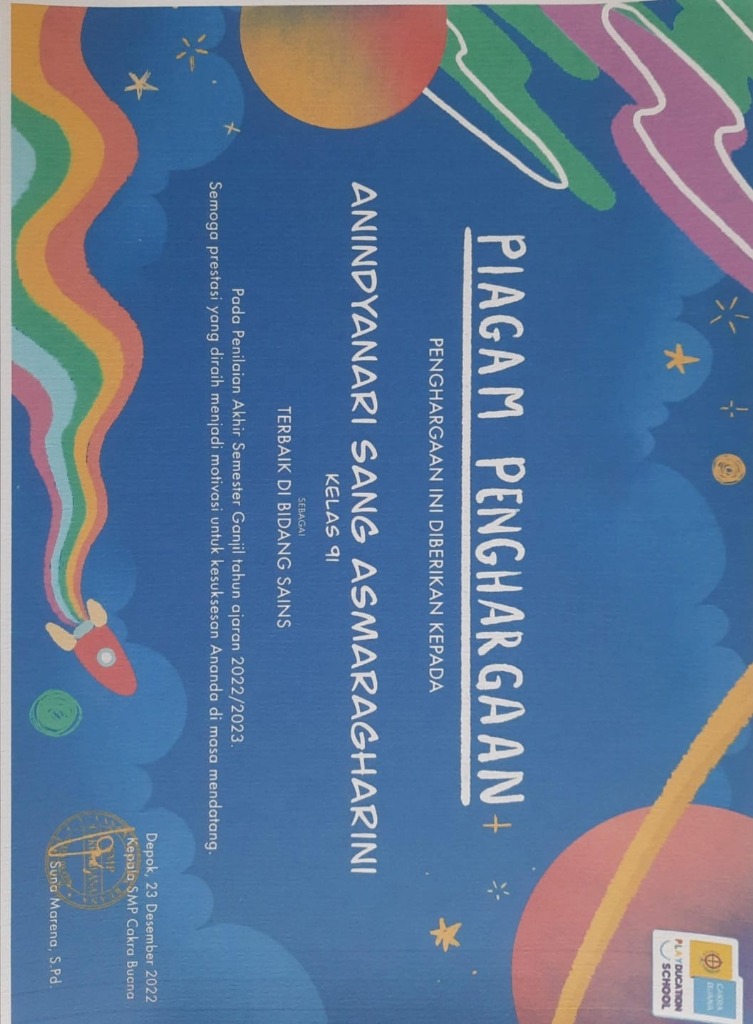 CAKRA BUANA
PLAYDUCATION
SCHOOL
PIAGAM PENGHARGAAN
PENGHARGAAN INI DIBERIKAN KEPADA
ANINDYANARI SANG ASMARAGHARINI
KELAS 9I
SEBAGAI
TERBAIK DI BIDANG SAINS
Pada Penilaian Akhir Semester Ganjil tahun ajaran 2022/2023.
Semoga prestasi yang diraih menjadi motivasi untuk kesuksesan Ananda di masa mendatang.
Depok, 23 Desember 2022
Kepala SMP Cakra Buana
Suna Marena, S.Pd.